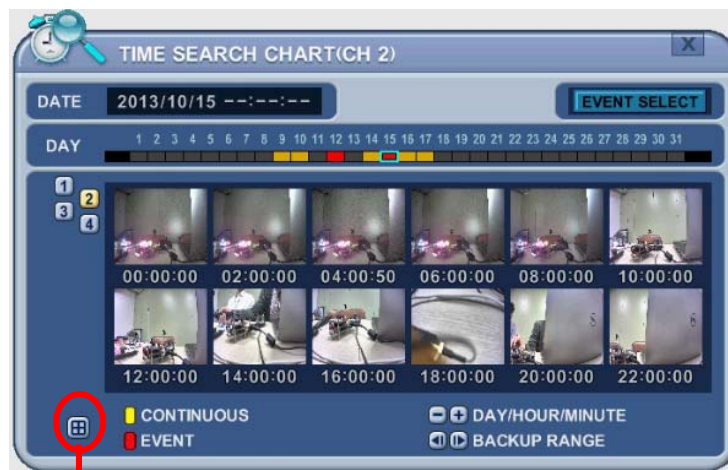 TIME SEARCH CHART(CH 2)
X
DATE 2013/10/15 --:--:-- EVENT SELECT
DAY 1 2 3 4 5 6 7 8 9 10 11 12 13 14 15 16 17 18 19 20 21 22 23 24 25 26 27 28 29 30 31
1 2
3 4
00:00:00 02:00:00 04:00:50 06:00:00 08:00:00 10:00:00
12:00:00 14:00:00 16:00:00 18:00:00 20:00:00 22:00:00
CONTINUOUS DAY/HOUR/MINUTE
EVENT BACKUP RANGE